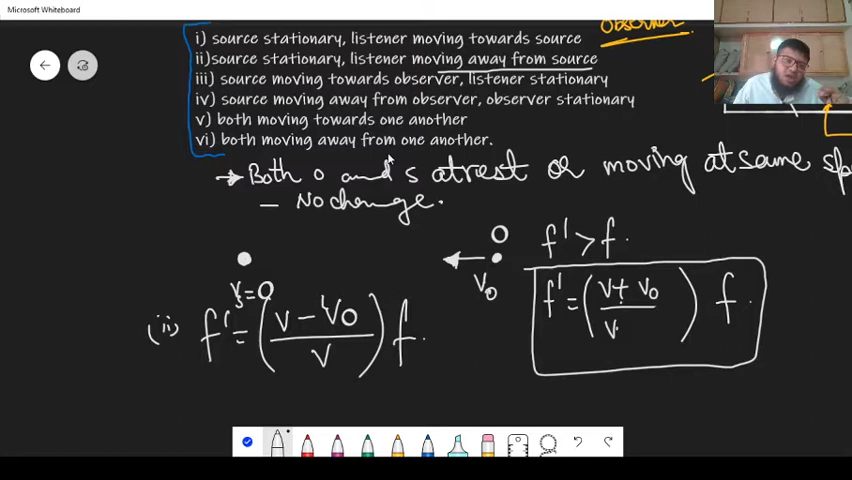 Microsoft Whiteboard
Observer
i) source stationary, listener moving towards source
ii)source stationary, listener moving away from source
iii) source moving towards observer, listener stationary
iv) source moving away from observer, observer stationary
v) both moving towards one another
vi) both moving away from one another.
→ Both o and s at rest or moving at same
– No change.
O
f' > f.
Vs=0
V0
f' = (V + V0 / V) f.
(ii) f' = (V – V0 / V) f.